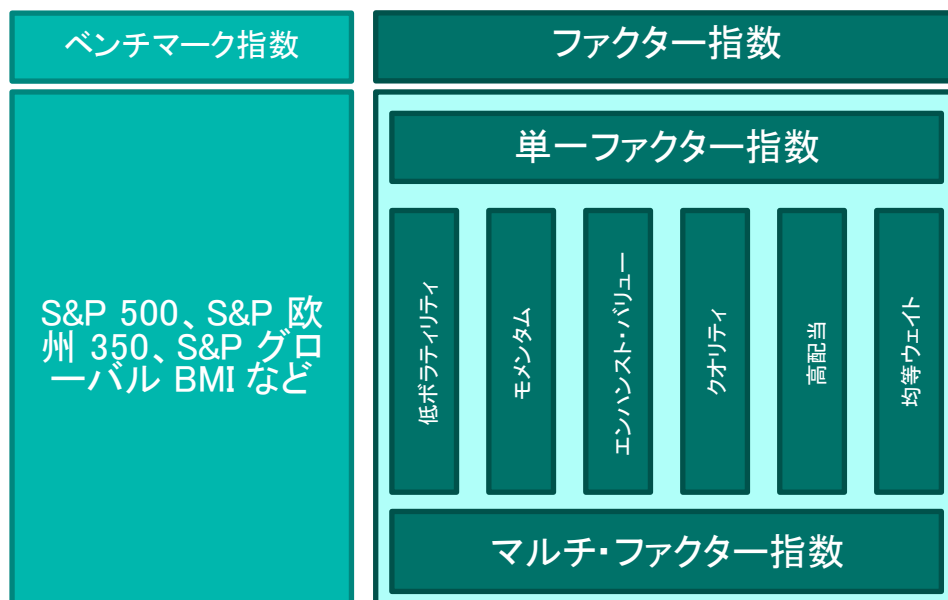 ベンチマーク指数
ファクター指数
S&P 500、S&P 欧
州 350、S&P グロ
ーバル BMI など
単一ファクター指数
低ボラティリティ
モメンタム
エンハンスト・バリュー
クオリティ
高配当
均等ウェイト
マルチ・ファクター指数